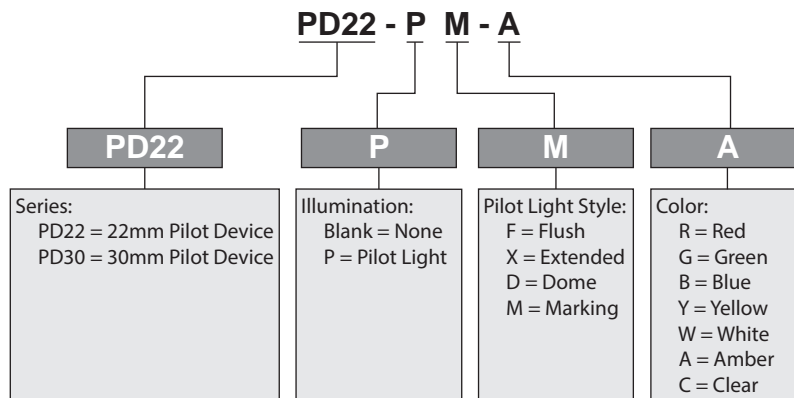 PD22 - P M - A
PD22
P
M
A
Series:
PD22 = 22mm Pilot Device
PD30 = 30mm Pilot Device
Illumination:
Blank = None
P = Pilot Light
Pilot Light Style:
F = Flush
X = Extended
D = Dome
M = Marking
Color:
R = Red
G = Green
B = Blue
Y = Yellow
W = White
A = Amber
C = Clear